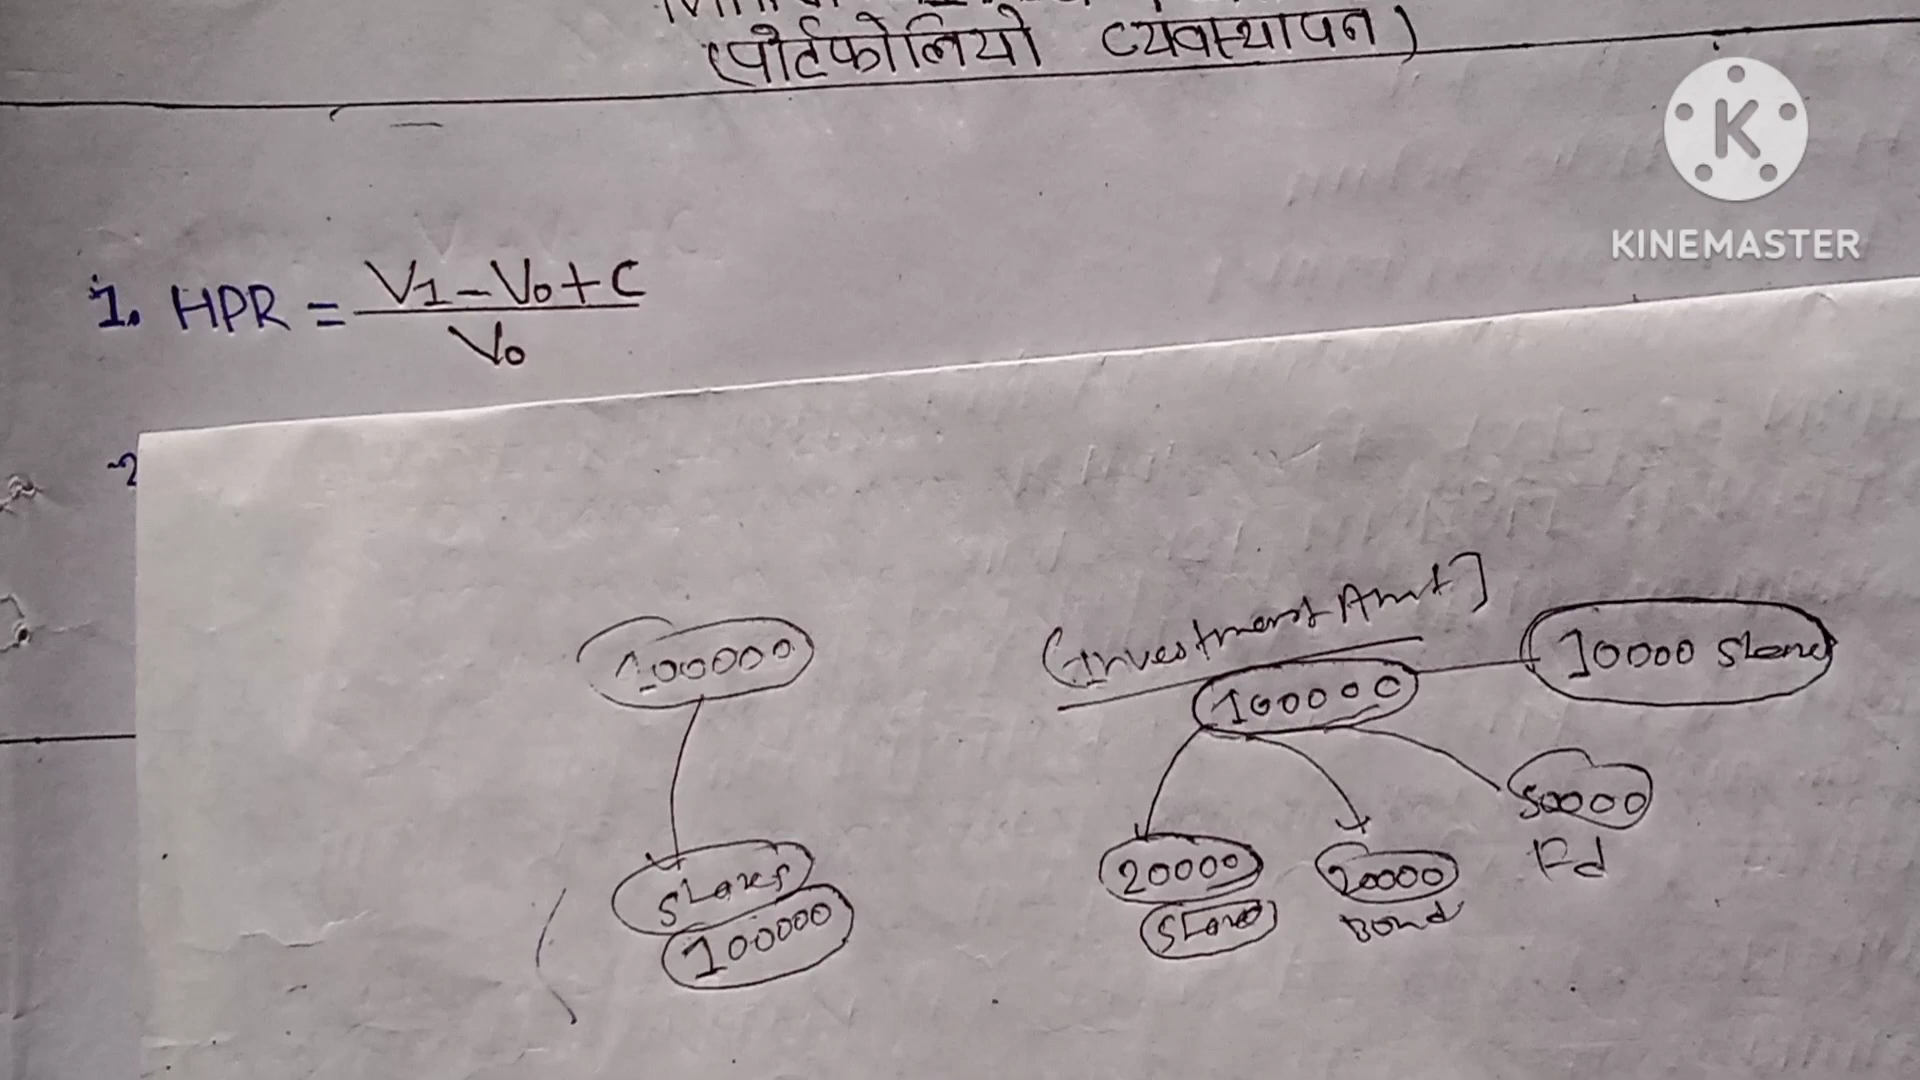 (पोर्टफोलियो व्यवस्थापन)
KINEMASTER
1. HPR = V1 - V0 + C
V0
2
(Investment Amt]
100000
100000
10000 share
50000
Fd
20000
20000
share
Bond
shares
100000